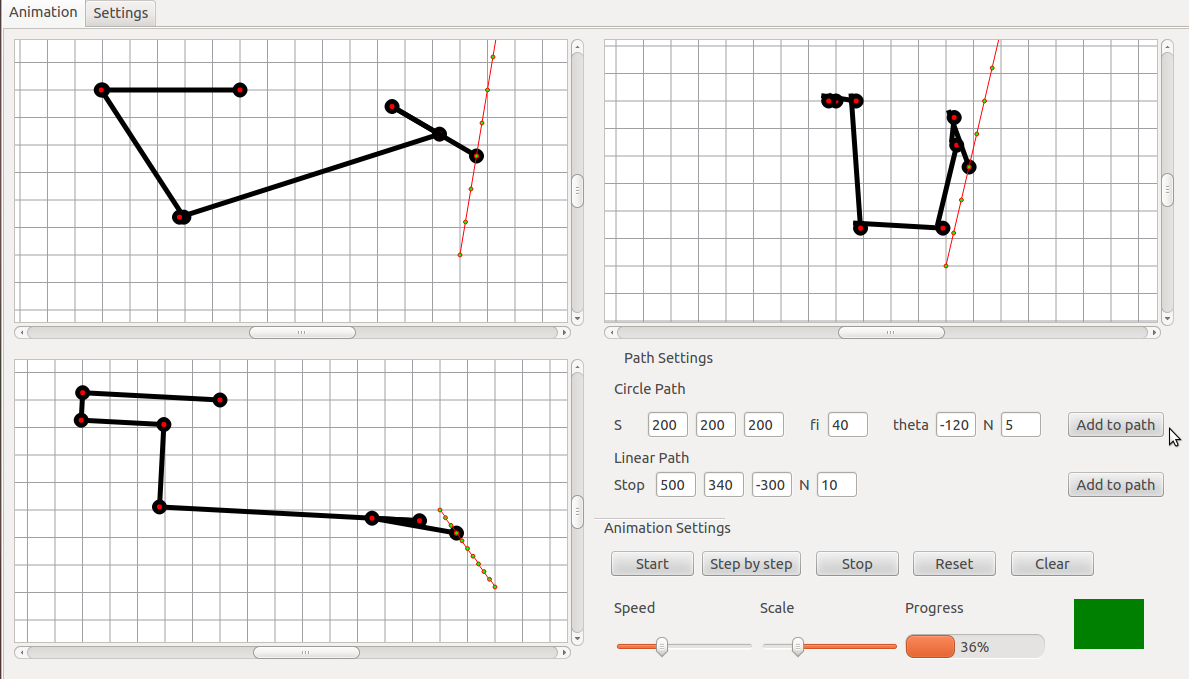 Animation Settings
Path Settings
Circle Path
S 200 200 200 fi 40 theta -120 N 5 Add to path
Linear Path
Stop 500 340 -300 N 10 Add to path
Animation Settings
Start Step by step Stop Reset Clear
Speed Scale Progress
36%